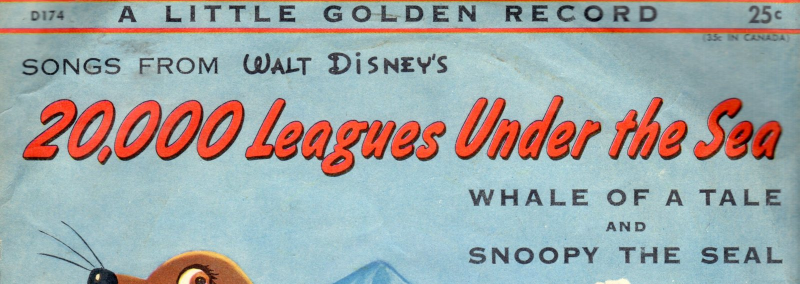 D174 A LITTLE GOLDEN RECORD 25c
(35c IN CANADA)
SONGS FROM WALT DISNEY'S
20,000 Leagues Under the Sea
WHALE OF A TALE
AND
SNOOPY THE SEAL